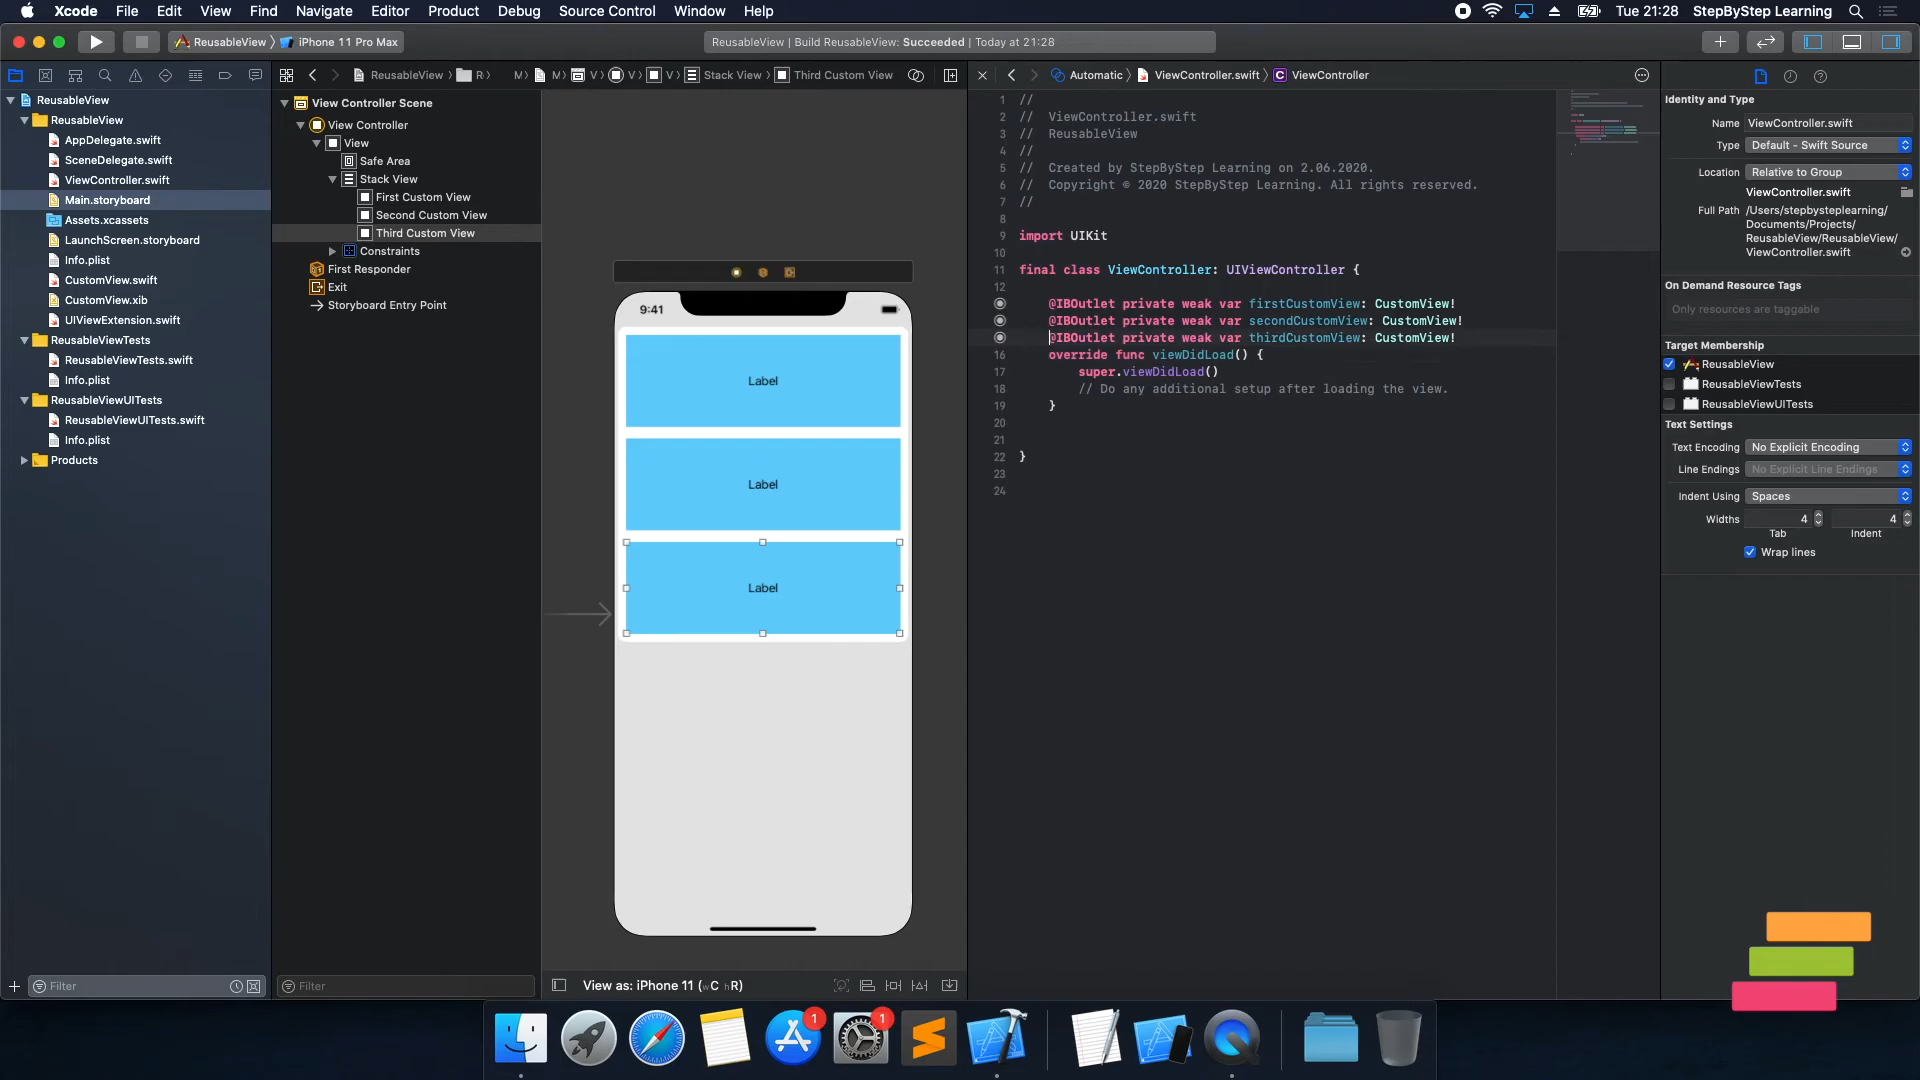 Xcode File Edit View Find Navigate Editor Product Debug Source Control Window Help
Tue 21:28 StepByStep Learning
ReusableView iPhone 11 Pro Max
ReusableView | Build ReusableView: Succeeded | Today at 21:28
ReusableView
ReusableView
AppDelegate.swift
SceneDelegate.swift
ViewController.swift
Main.storyboard
Assets.xcassets
LaunchScreen.storyboard
Info.plist
CustomView.swift
CustomView.xib
UIViewExtension.swift
ReusableViewTests
ReusableViewTests.swift
Info.plist
ReusableViewUITests
ReusableViewUITests.swift
Info.plist
Products
Filter
ReusableView R M M V V V Stack View Third Custom View
View Controller Scene
View Controller
View
Safe Area
Stack View
First Custom View
Second Custom View
Third Custom View
Constraints
First Responder
Exit
Storyboard Entry Point
Filter
9:41
Label
Label
Label
View as: iPhone 11 (wC hR)
Automatic ViewController.swift C ViewController
1 //
2 // ViewController.swift
3 // ReusableView
4 //
5 // Created by StepByStep Learning on 2.06.2020.
6 // Copyright © 2020 StepByStep Learning. All rights reserved.
7 //
8
9 import UIKit
10
11 final class ViewController: UIViewController {
12
@IBOutlet private weak var firstCustomView: CustomView!
@IBOutlet private weak var secondCustomView: CustomView!
@IBOutlet private weak var thirdCustomView: CustomView!
16 override func viewDidLoad() {
17 super.viewDidLoad()
18 // Do any additional setup after loading the view.
19 }
20
21
22 }
23
24
Identity and Type
Name ViewController.swift
Type Default - Swift Source
Location Relative to Group
ViewController.swift
Full Path /Users/stepbysteplearning/
Documents/Projects/
ReusableView/ReusableView/
ViewController.swift
On Demand Resource Tags
Only resources are taggable
Target Membership
ReusableView
ReusableViewTests
ReusableViewUITests
Text Settings
Text Encoding No Explicit Encoding
Line Endings No Explicit Line Endings
Indent Using Spaces
Widths 4 4
Tab Indent
Wrap lines
1
1